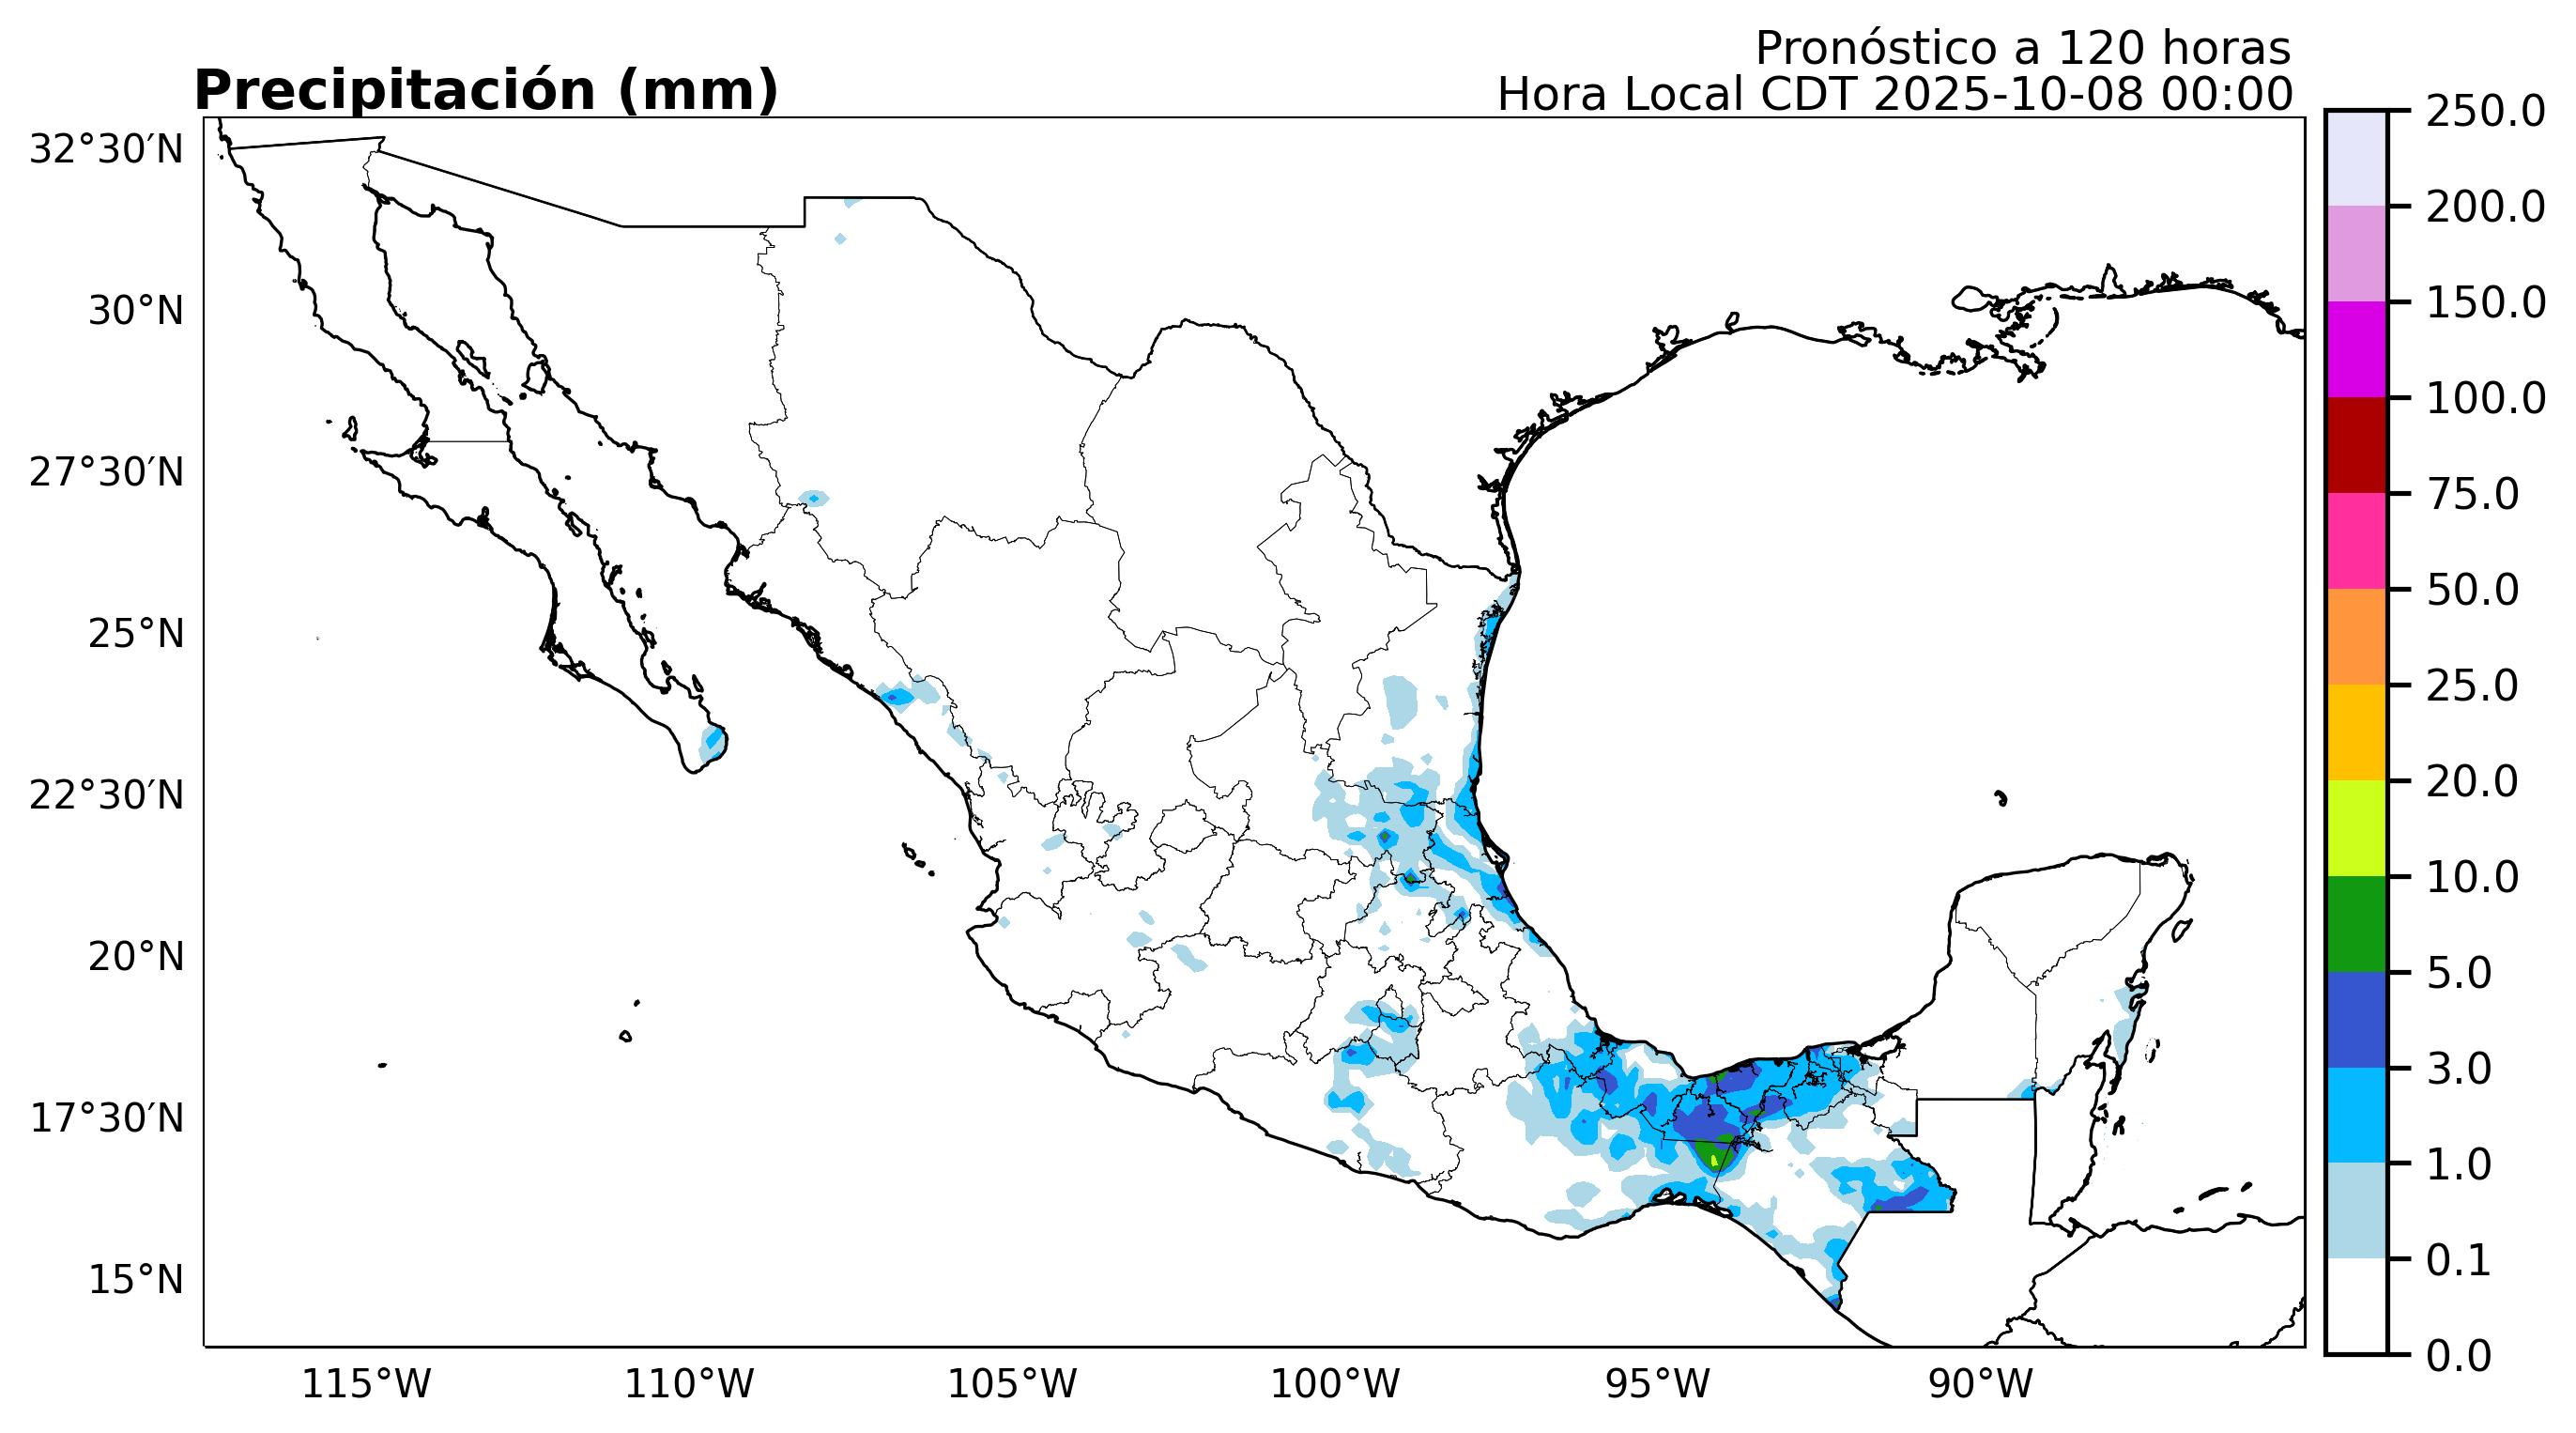 Pronóstico a 120 horas
Precipitación (mm)
Hora Local CDT 2025-10-08 00:00
32°30′N
30°N
27°30′N
25°N
22°30′N
20°N
17°30′N
15°N
115°W
110°W
105°W
100°W
95°W
90°W
250.0
200.0
150.0
100.0
75.0
50.0
25.0
20.0
10.0
5.0
3.0
1.0
0.1
0.0